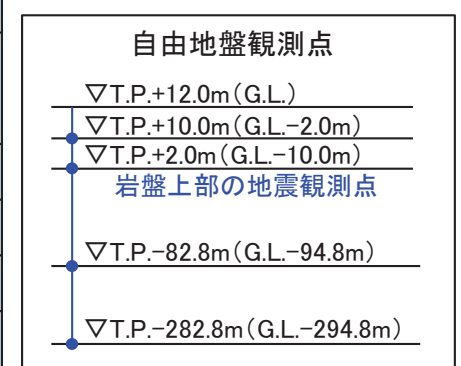 自由地盤観測点
▽T.P.+12.0m(G.L.)
▽T.P.+10.0m(G.L.-2.0m)
▽T.P.+2.0m(G.L.-10.0m)
岩盤上部の地震観測点
▽T.P.-82.8m(G.L.-94.8m)
▽T.P.-282.8m(G.L.-294.8m)